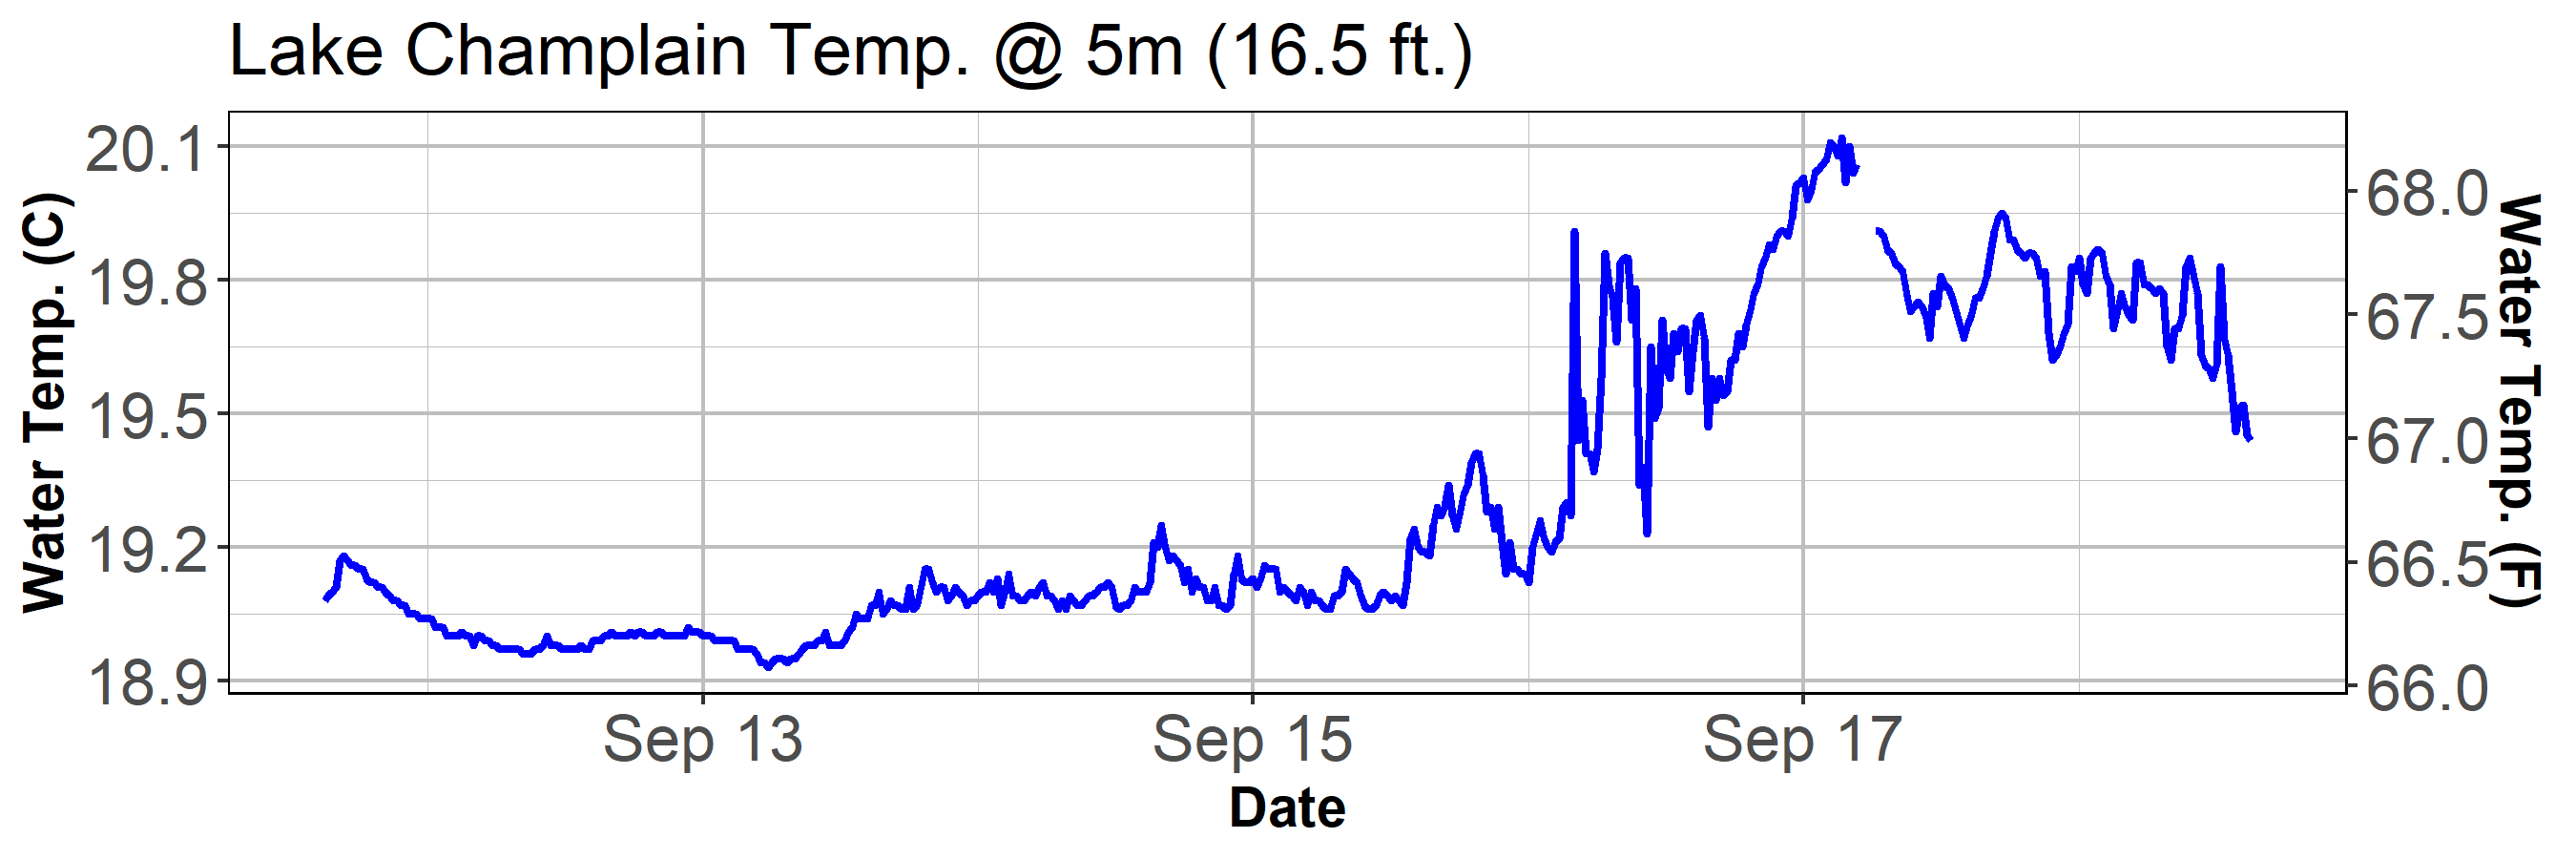 Lake Champlain Temp. @ 5m (16.5 ft.)
Water Temp. (C)
20.1
19.8
19.5
19.2
18.9
68.0
67.5
67.0
66.5
66.0
Water Temp. (F)
Sep 13
Sep 15
Sep 17
Date